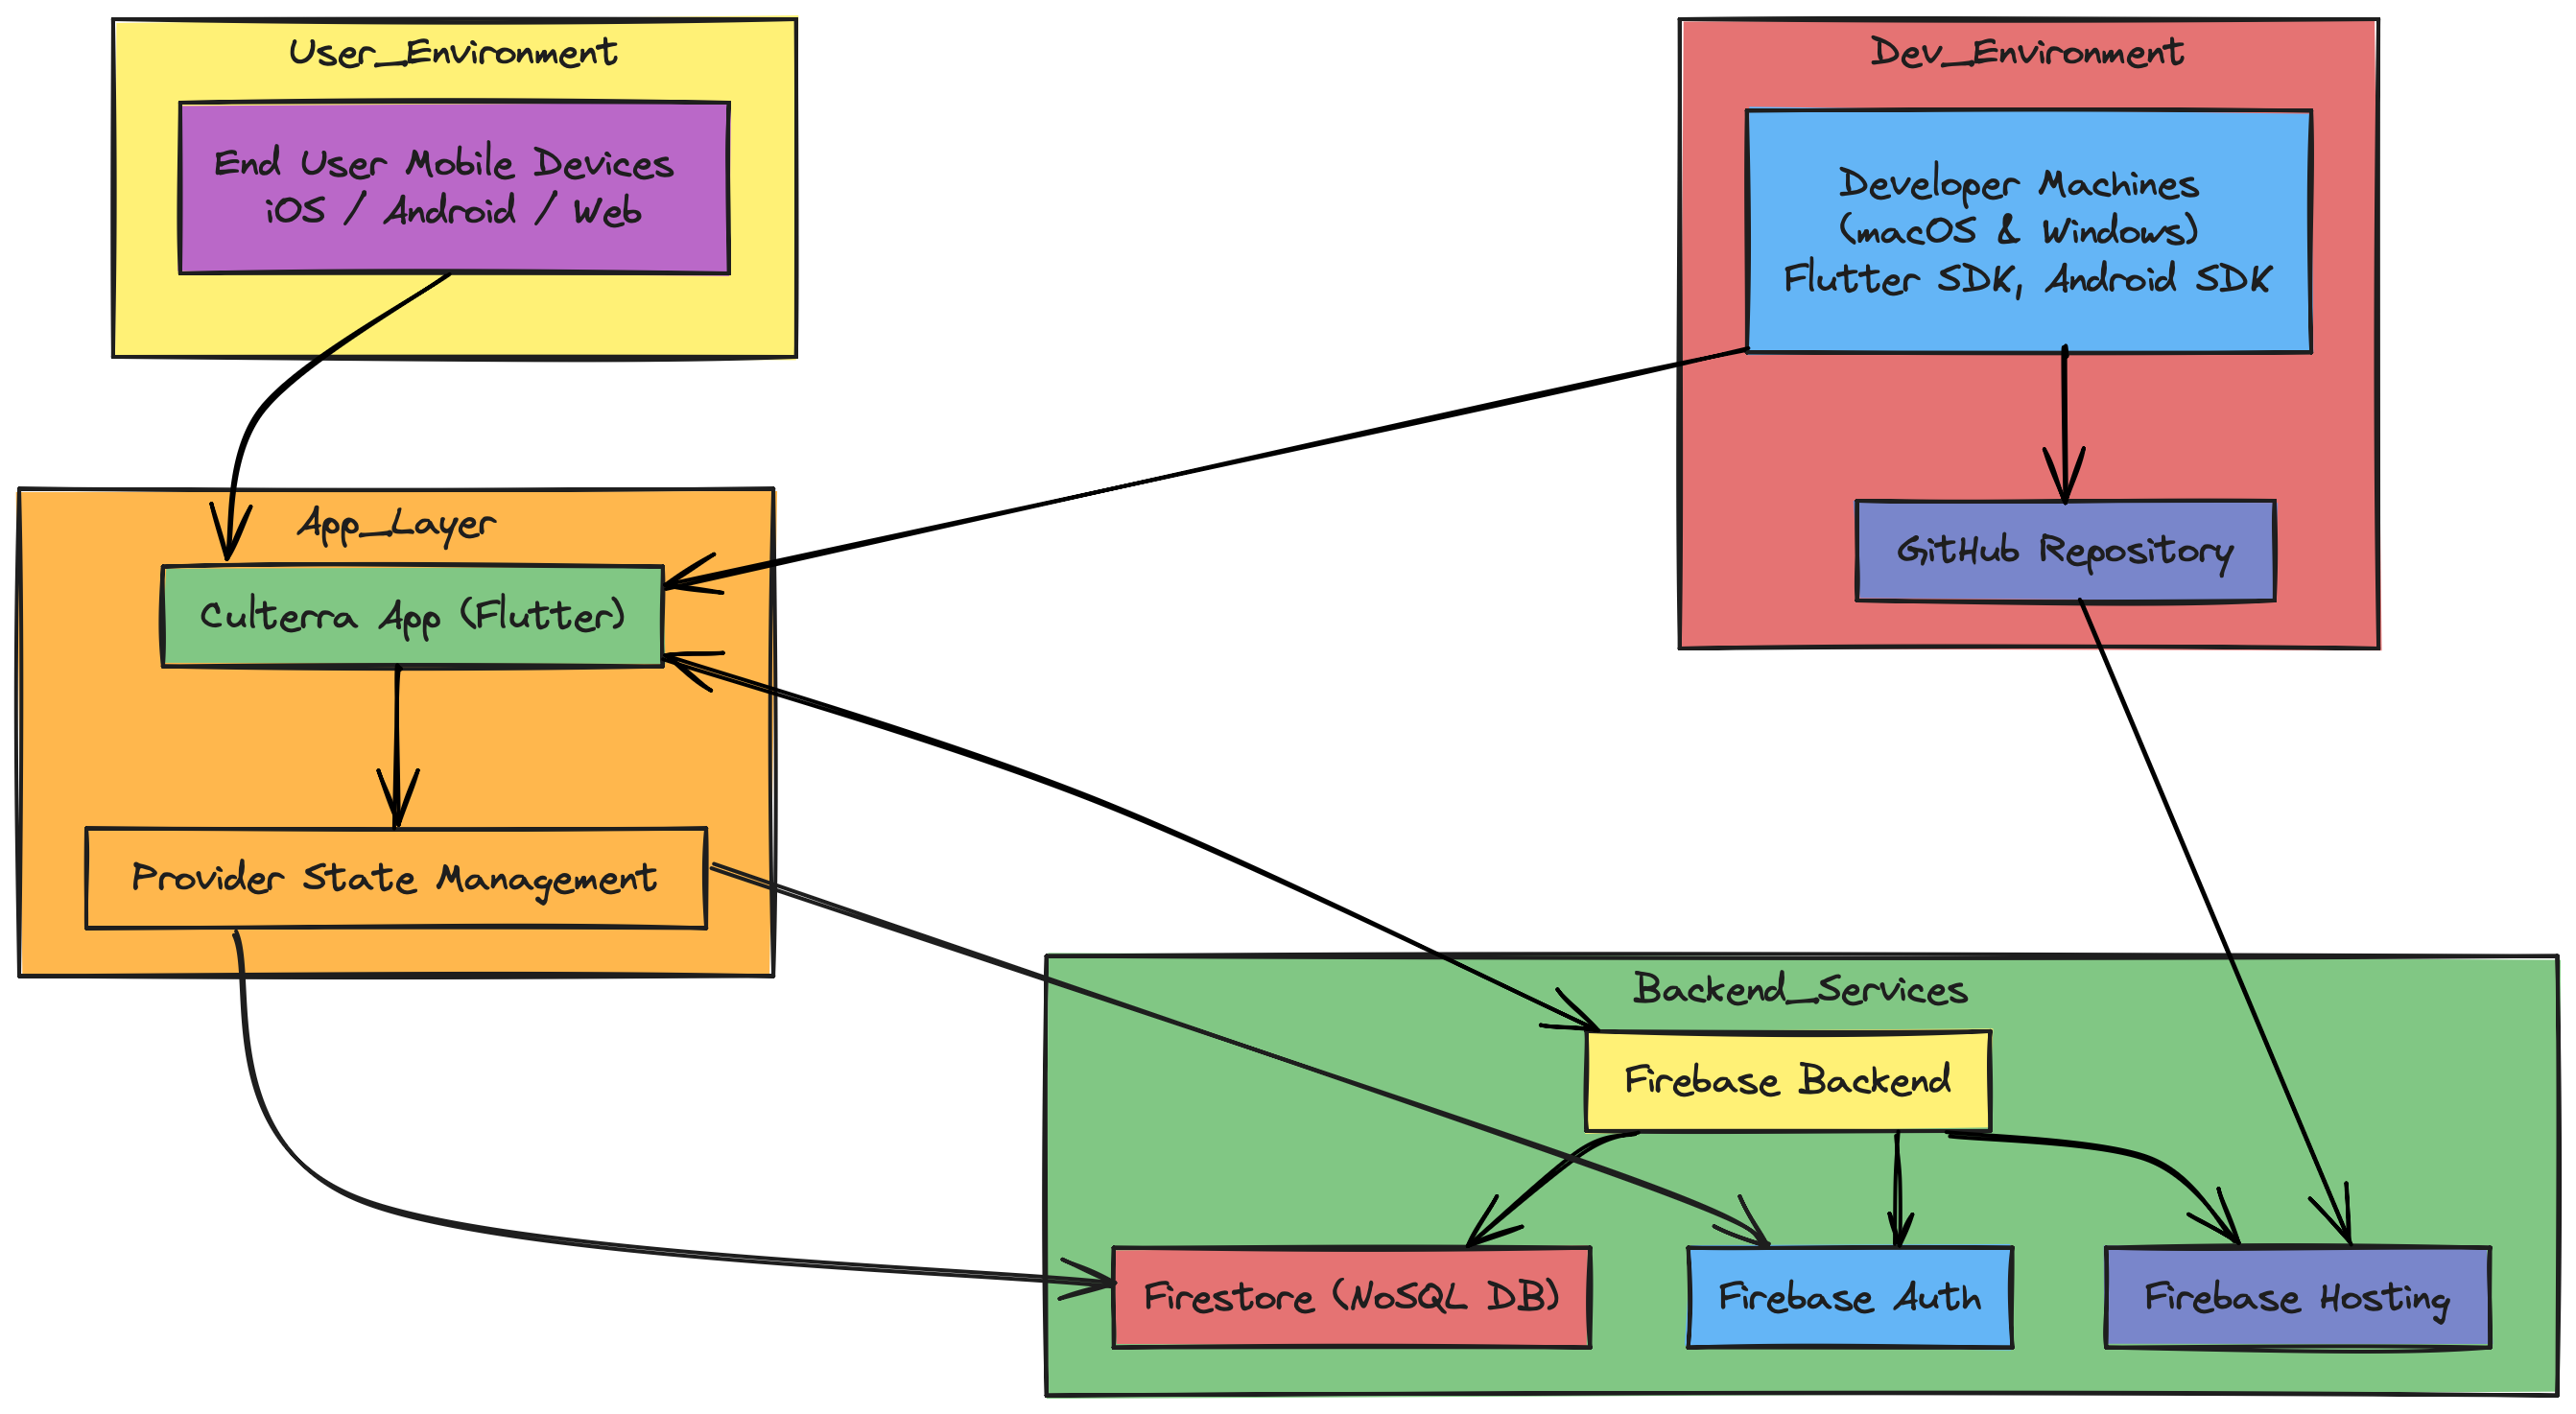 User_Environment
End User Mobile Devices
iOS / Android / Web
Dev_Environment
Developer Machines
(macOS & Windows)
Flutter SDK, Android SDK
GitHub Repository
App_Layer
Culterra App (Flutter)
Provider State Management
Backend_Services
Firebase Backend
Firestore (NoSQL DB)
Firebase Auth
Firebase Hosting